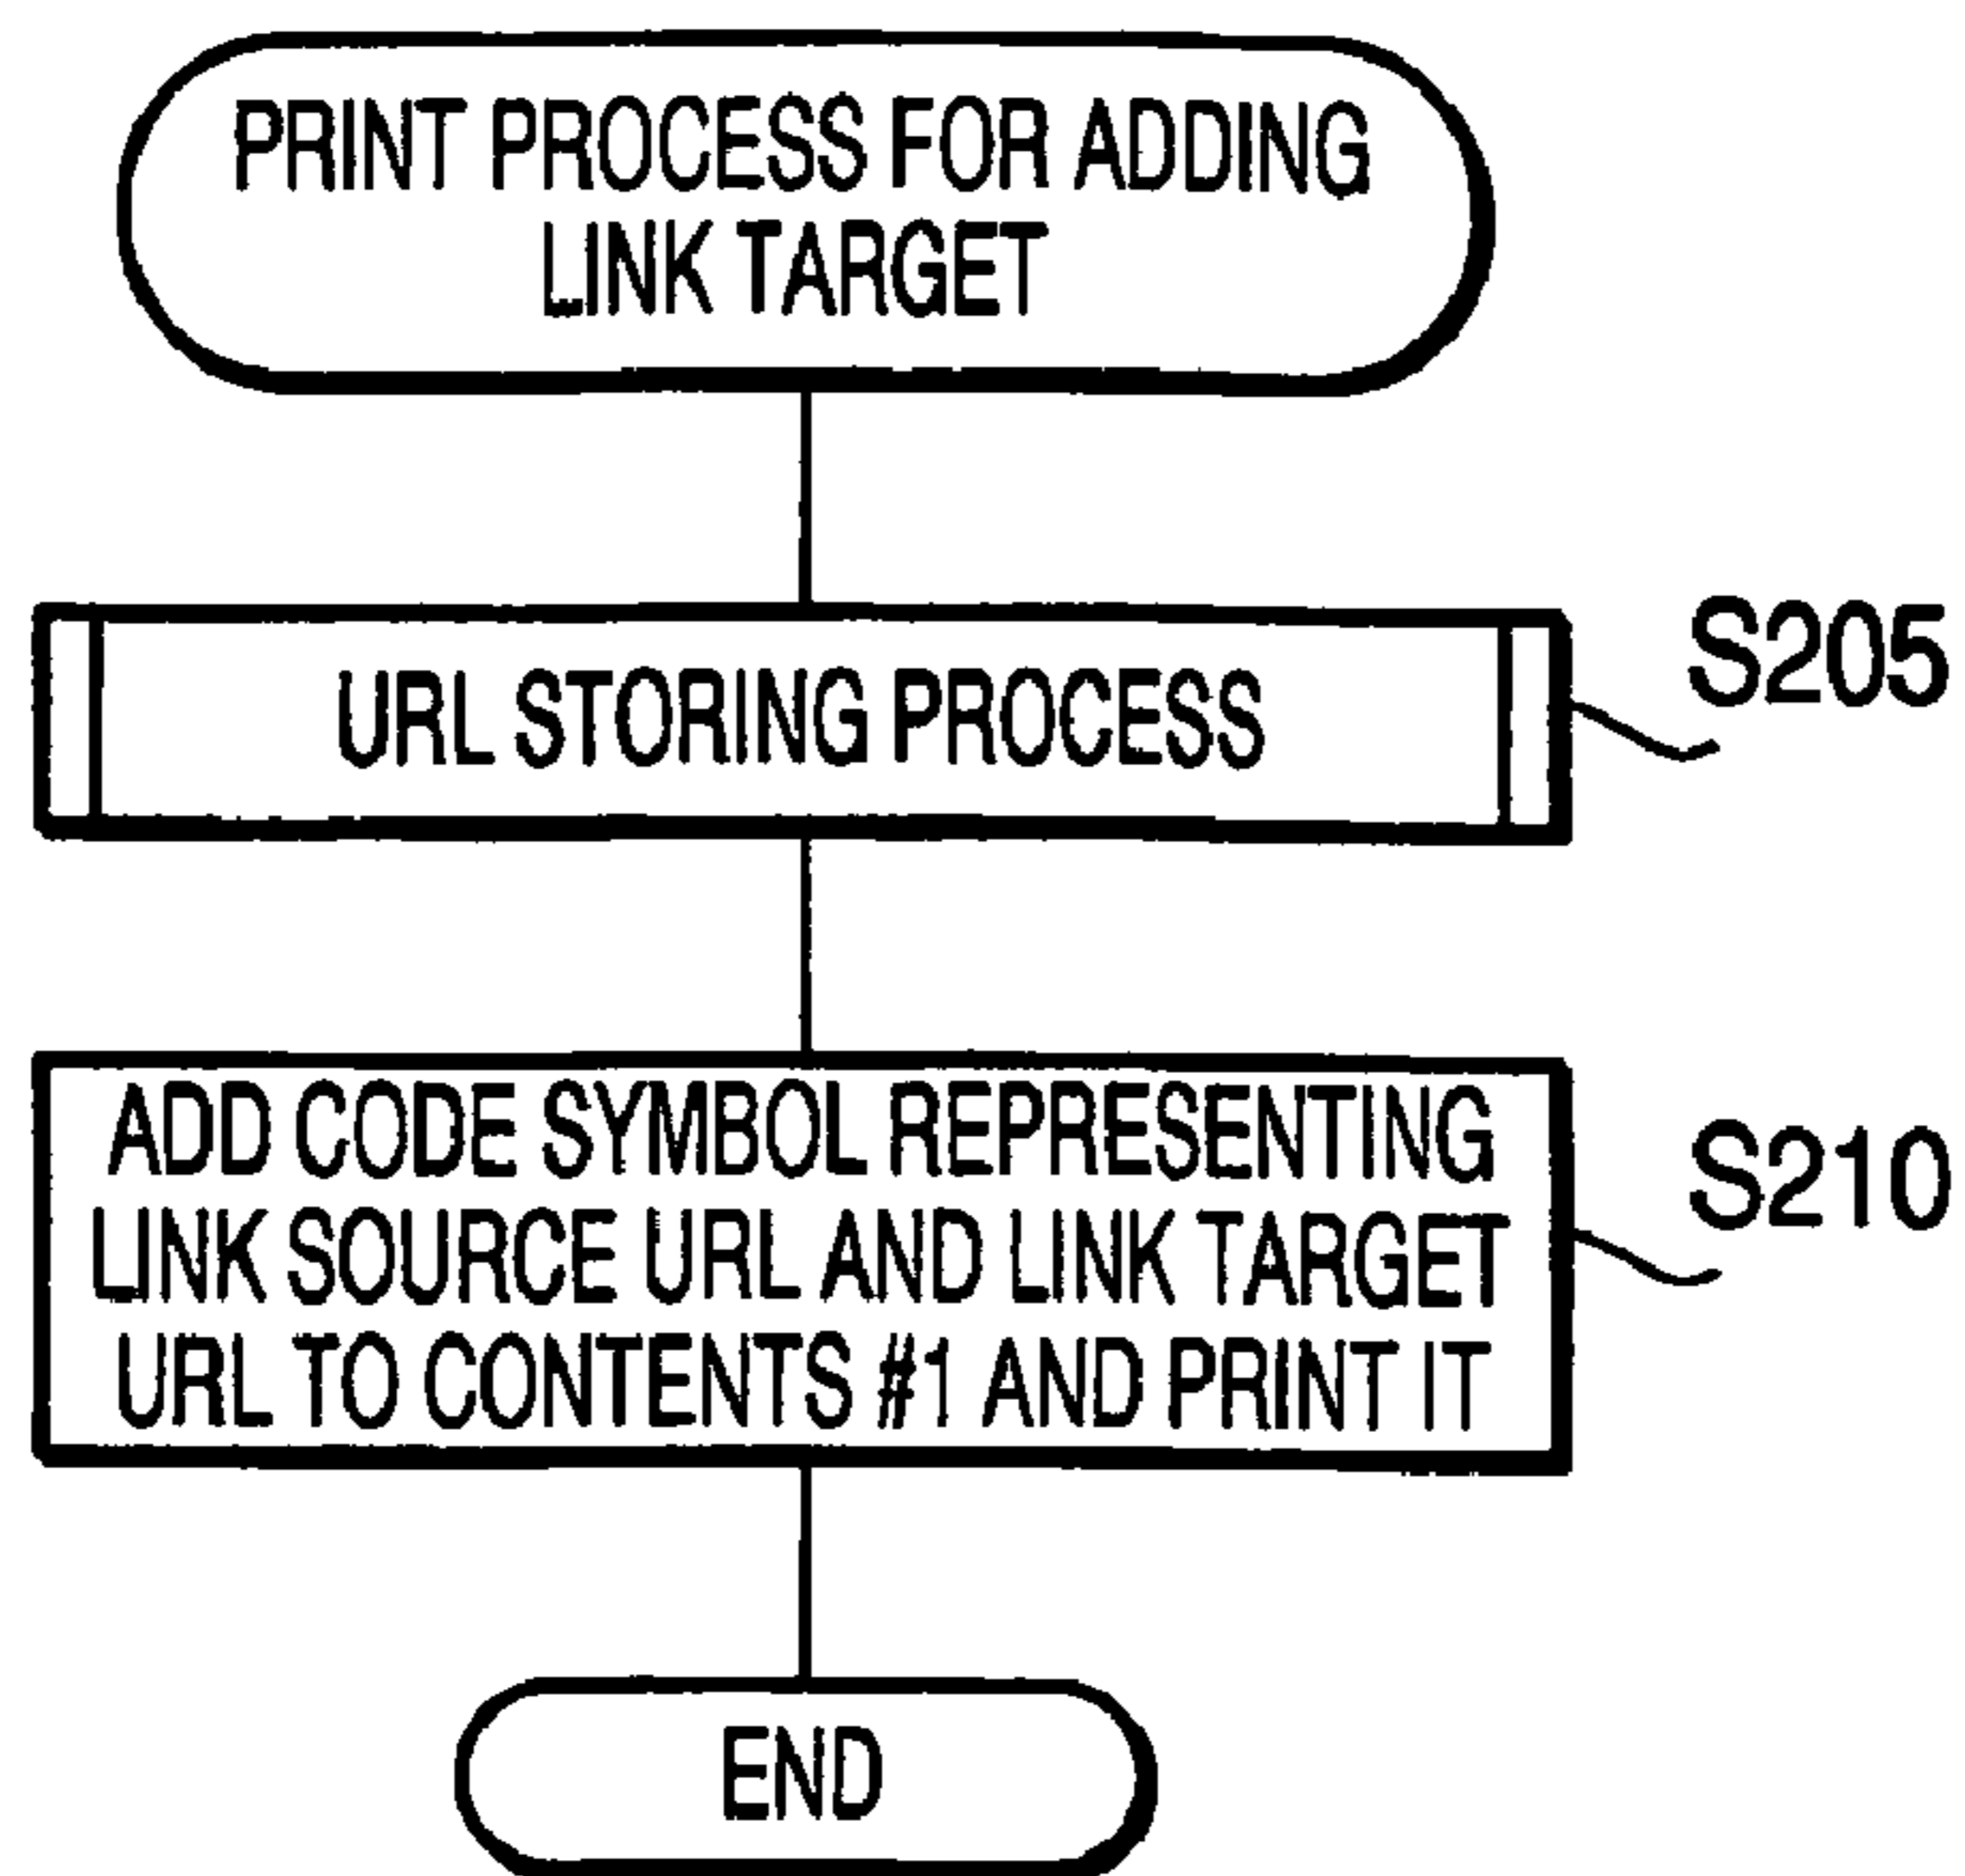 PRINT PROCESS FOR ADDING
LINK TARGET
S205
URL STORING PROCESS
S210
ADD CODE SYMBOL REPRESENTING
LINK SOURCE URL AND LINK TARGET
URL TO CONTENTS #1 AND PRINT IT
END